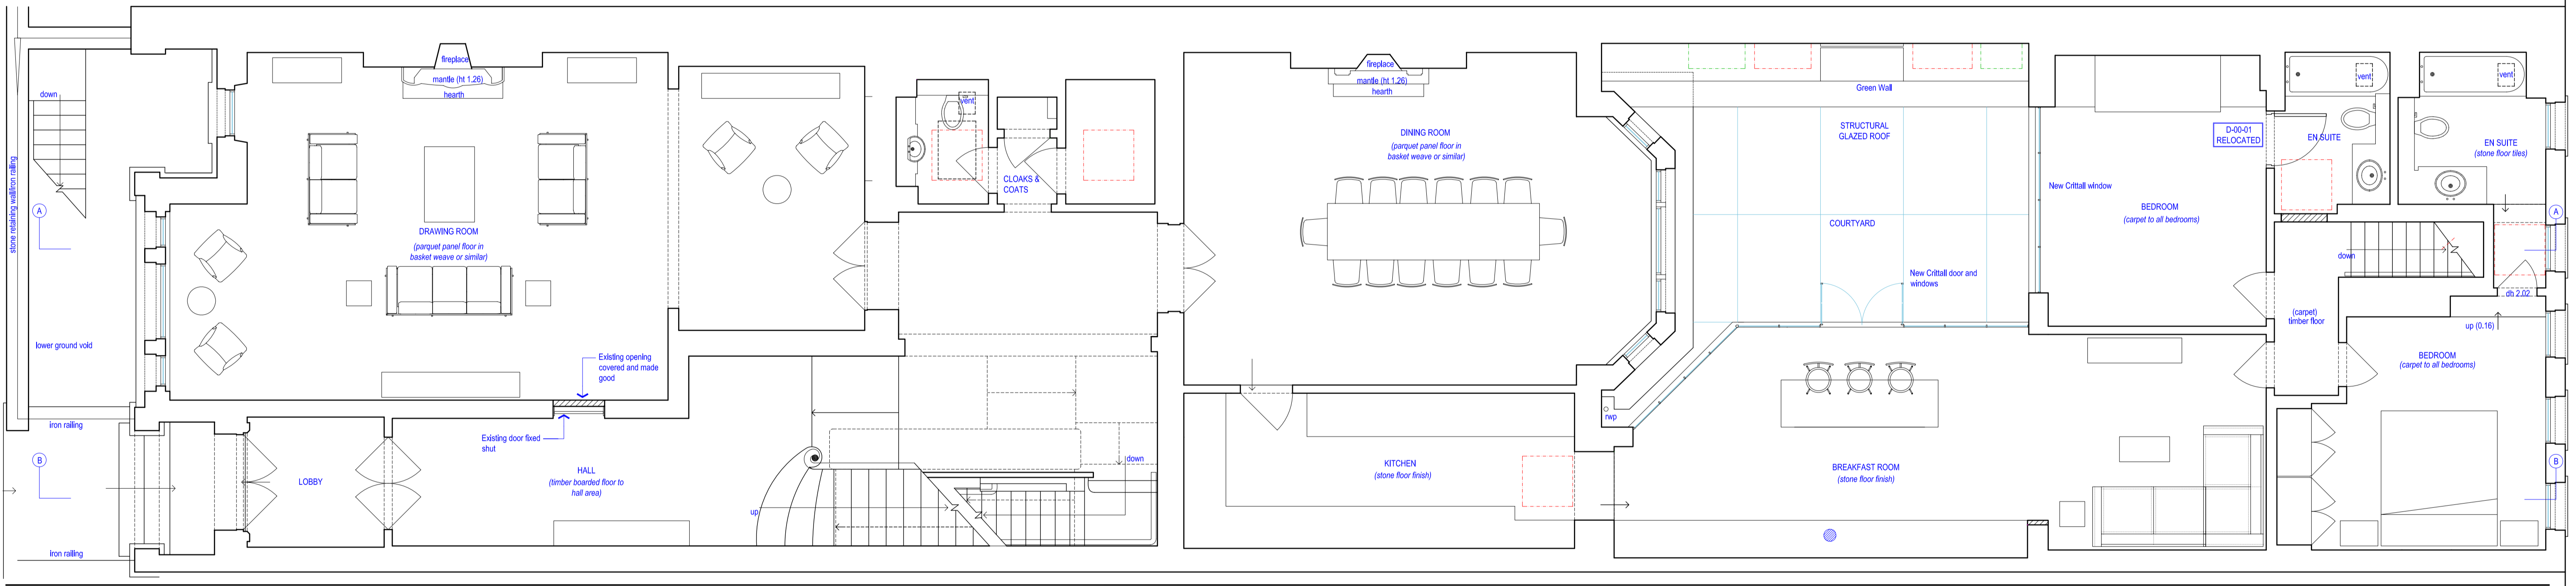 stone retaining wall/iron railing
down
A
lower ground void
iron railing
B
Iron railing
fireplace
mantle (ht 1.26)
hearth
DRAWING ROOM
(parquet panel floor in
basket weave or similar)
Existing opening
covered and made
good
Existing door fixed
shut
LOBBY
HALL
(timber boarded floor to
hall area)
up
down
vent
CLOAKS &
COATS
fireplace
mantle (ht 1.26)
hearth
DINING ROOM
(parquet panel floor in
basket weave or similar)
KITCHEN
(stone floor finish)
rwp
Green Wall
STRUCTURAL
GLAZED ROOF
COURTYARD
New Crittall door and
windows
BREAKFAST ROOM
(stone floor finish)
New Crittall window
BEDROOM
(carpet to all bedrooms)
D-00-01
RELOCATED
vent
EN SUITE
vent
EN SUITE
(stone floor tiles)
down
A
dh 2.02
(carpet)
timber floor
up (0.16)
BEDROOM
(carpet to all bedrooms)
B